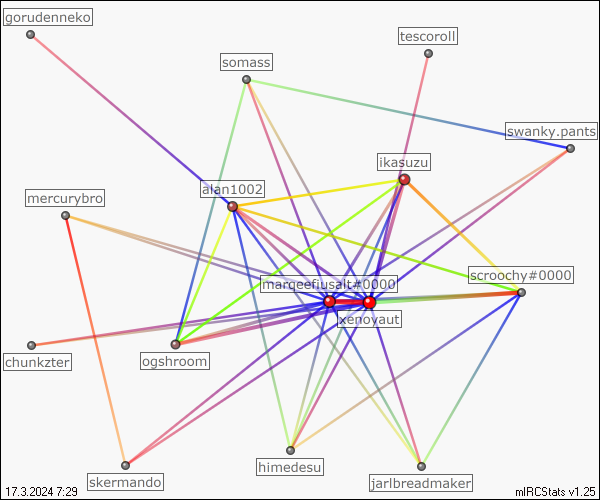 gorudenneko
tescoroll
somass
swanky.pants
ikasuzu
alan1002
mercurybro
scroochy#0000
marqeefiusalt#0000
xenoyaut
chunkzter
ogshroom
himedesu
skermando
jarlbreadmaker
17.3.2024 7:29
mIRCStats v1.25